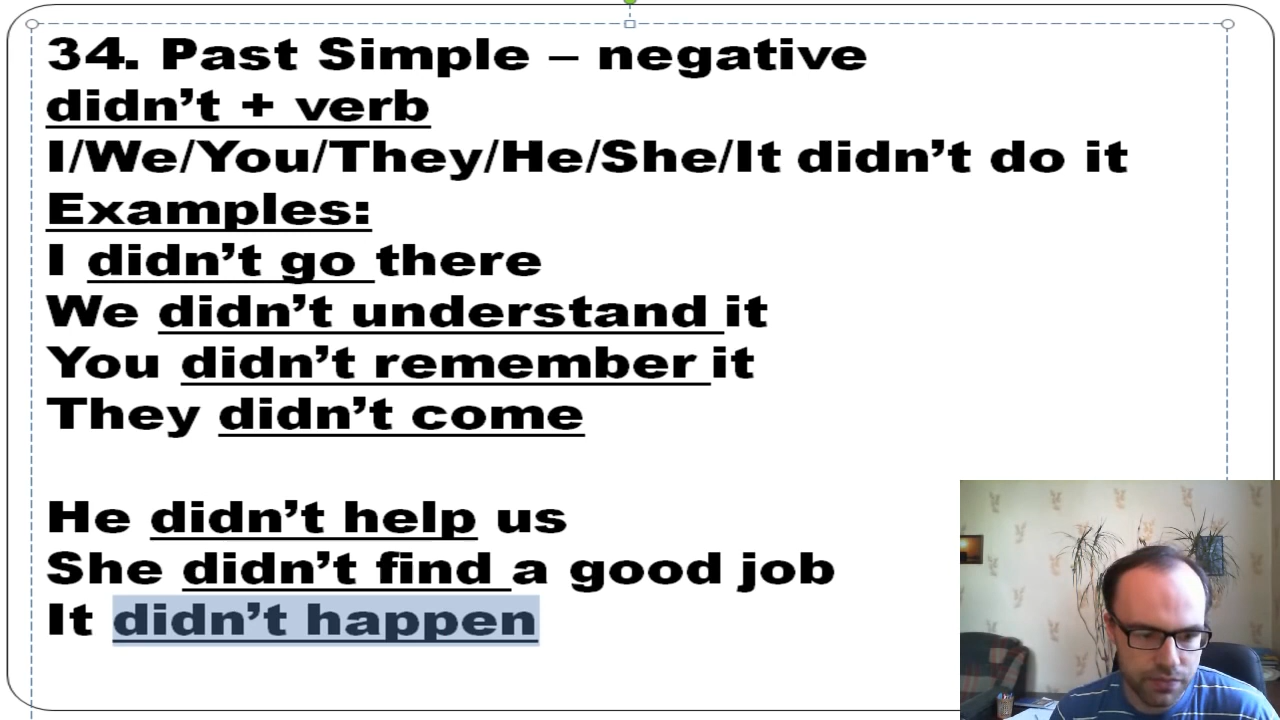 34. Past Simple – negative
didn’t + verb
I/We/You/They/He/She/It didn’t do it
Examples:
I didn’t go there
We didn’t understand it
You didn’t remember it
They didn’t come
He didn’t help us
She didn’t find a good job
It didn’t happen